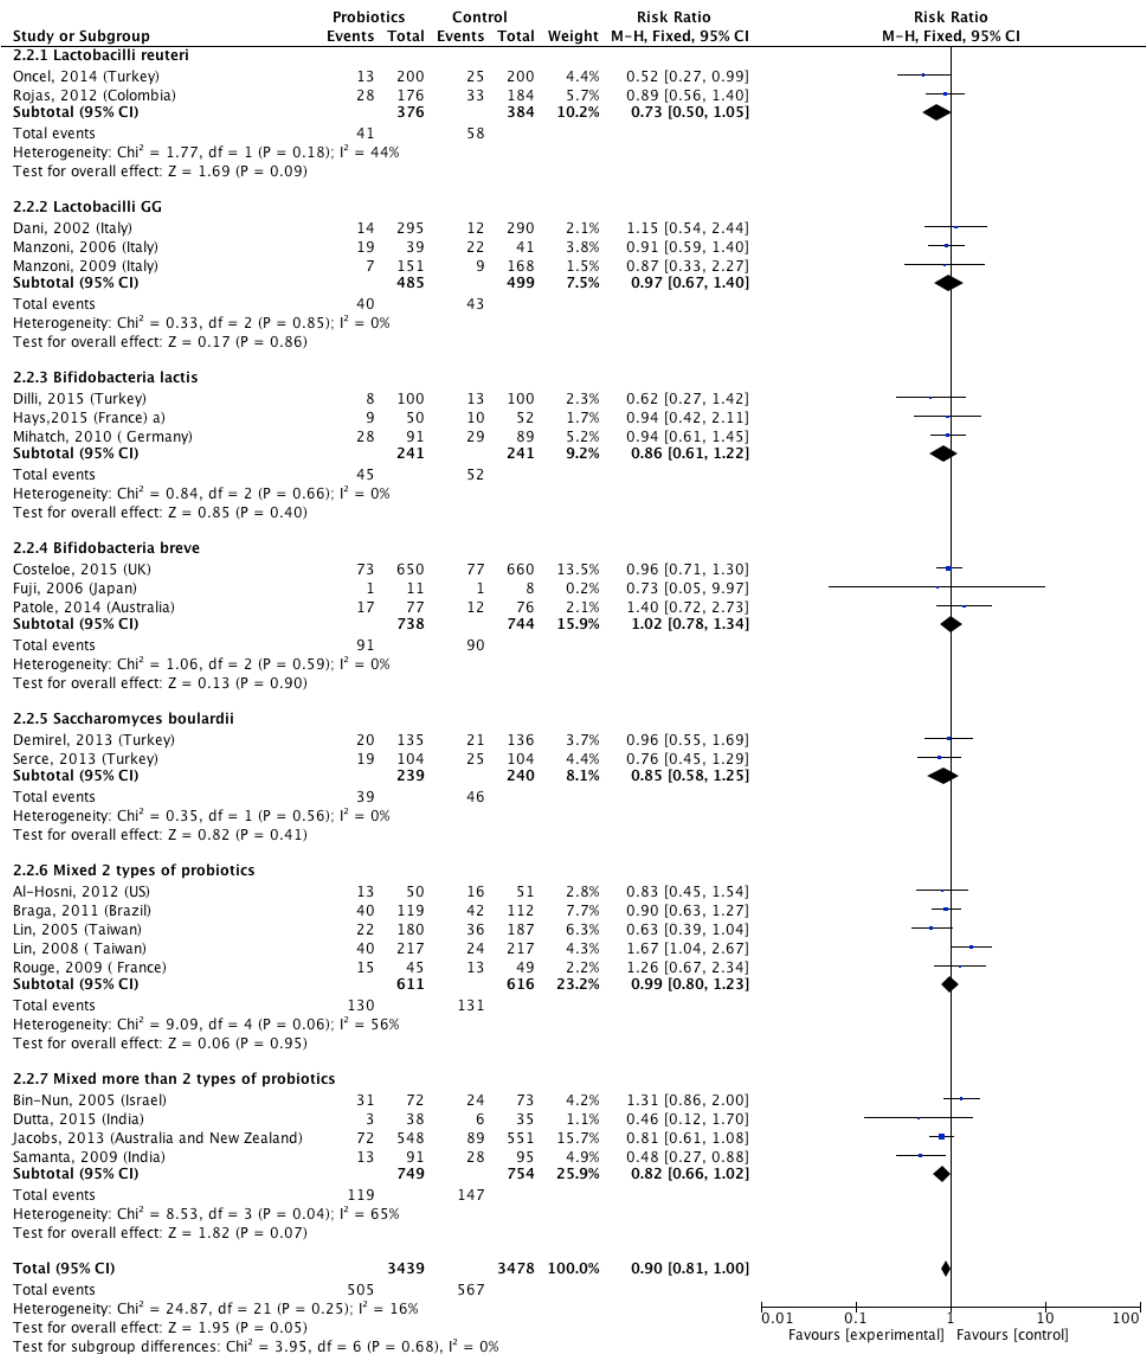 Probiotics Control Risk Ratio Risk Ratio
Study or Subgroup Events Total Events Total Weight M-H, Fixed, 95% CI M-H, Fixed, 95% CI
2.2.1 Lactobacilli reuteri
Oncel, 2014 (Turkey) 13 200 25 200 4.4% 0.52 [0.27, 0.99]
Rojas, 2012 (Colombia) 28 176 33 184 5.7% 0.89 [0.56, 1.40]
Subtotal (95% CI) 376 384 10.2% 0.73 [0.50, 1.05]
Total events 41 58
Heterogeneity: Chi² = 1.77, df = 1 (P = 0.18); I² = 44%
Test for overall effect: Z = 1.69 (P = 0.09)
2.2.2 Lactobacilli GG
Dani, 2002 (Italy) 14 295 12 290 2.1% 1.15 [0.54, 2.44]
Manzoni, 2006 (Italy) 19 39 22 41 3.8% 0.91 [0.59, 1.40]
Manzoni, 2009 (Italy) 7 151 9 168 1.5% 0.87 [0.33, 2.27]
Subtotal (95% CI) 485 499 7.5% 0.97 [0.67, 1.40]
Total events 40 43
Heterogeneity: Chi² = 0.33, df = 2 (P = 0.85); I² = 0%
Test for overall effect: Z = 0.17 (P = 0.86)
2.2.3 Bifidobacteria lactis
Dilli, 2015 (Turkey) 8 100 13 100 2.3% 0.62 [0.27, 1.42]
Hays,2015 (France) a) 9 50 10 52 1.7% 0.94 [0.42, 2.11]
Mihatch, 2010 ( Germany) 28 91 29 89 5.2% 0.94 [0.61, 1.45]
Subtotal (95% CI) 241 241 9.2% 0.86 [0.61, 1.22]
Total events 45 52
Heterogeneity: Chi² = 0.84, df = 2 (P = 0.66); I² = 0%
Test for overall effect: Z = 0.85 (P = 0.40)
2.2.4 Bifidobacteria breve
Costeloe, 2015 (UK) 73 650 77 660 13.5% 0.96 [0.71, 1.30]
Fuji, 2006 (Japan) 1 11 1 8 0.2% 0.73 [0.05, 9.97]
Patole, 2014 (Australia) 17 77 12 76 2.1% 1.40 [0.72, 2.73]
Subtotal (95% CI) 738 744 15.9% 1.02 [0.78, 1.34]
Total events 91 90
Heterogeneity: Chi² = 1.06, df = 2 (P = 0.59); I² = 0%
Test for overall effect: Z = 0.13 (P = 0.90)
2.2.5 Saccharomyces boulardii
Demirel, 2013 (Turkey) 20 135 21 136 3.7% 0.96 [0.55, 1.69]
Serce, 2013 (Turkey) 19 104 25 104 4.4% 0.76 [0.45, 1.29]
Subtotal (95% CI) 239 240 8.1% 0.85 [0.58, 1.25]
Total events 39 46
Heterogeneity: Chi² = 0.35, df = 1 (P = 0.56); I² = 0%
Test for overall effect: Z = 0.82 (P = 0.41)
2.2.6 Mixed 2 types of probiotics
Al-Hosni, 2012 (US) 13 50 16 51 2.8% 0.83 [0.45, 1.54]
Braga, 2011 (Brazil) 40 119 42 112 7.7% 0.90 [0.63, 1.27]
Lin, 2005 (Taiwan) 22 180 36 187 6.3% 0.63 [0.39, 1.04]
Lin, 2008 ( Taiwan) 40 217 24 217 4.3% 1.67 [1.04, 2.67]
Rouge, 2009 ( France) 15 45 13 49 2.2% 1.26 [0.67, 2.34]
Subtotal (95% CI) 611 616 23.2% 0.99 [0.80, 1.23]
Total events 130 131
Heterogeneity: Chi² = 9.09, df = 4 (P = 0.06); I² = 56%
Test for overall effect: Z = 0.06 (P = 0.95)
2.2.7 Mixed more than 2 types of probiotics
Bin-Nun, 2005 (Israel) 31 72 24 73 4.2% 1.31 [0.86, 2.00]
Dutta, 2015 (India) 3 38 6 35 1.1% 0.46 [0.12, 1.70]
Jacobs, 2013 (Australia and New Zealand) 72 548 89 551 15.7% 0.81 [0.61, 1.08]
Samanta, 2009 (India) 13 91 28 95 4.9% 0.48 [0.27, 0.88]
Subtotal (95% CI) 749 754 25.9% 0.82 [0.66, 1.02]
Total events 119 147
Heterogeneity: Chi² = 8.53, df = 3 (P = 0.04); I² = 65%
Test for overall effect: Z = 1.82 (P = 0.07)
Total (95% CI) 3439 3478 100.0% 0.90 [0.81, 1.00]
Total events 505 567
Heterogeneity: Chi² = 24.87, df = 21 (P = 0.25); I² = 16%
Test for overall effect: Z = 1.95 (P = 0.05)
Test for subgroup differences: Chi² = 3.95, df = 6 (P = 0.68), I² = 0%
0.01 0.1 1 10 100
Favours [experimental] Favours [control]